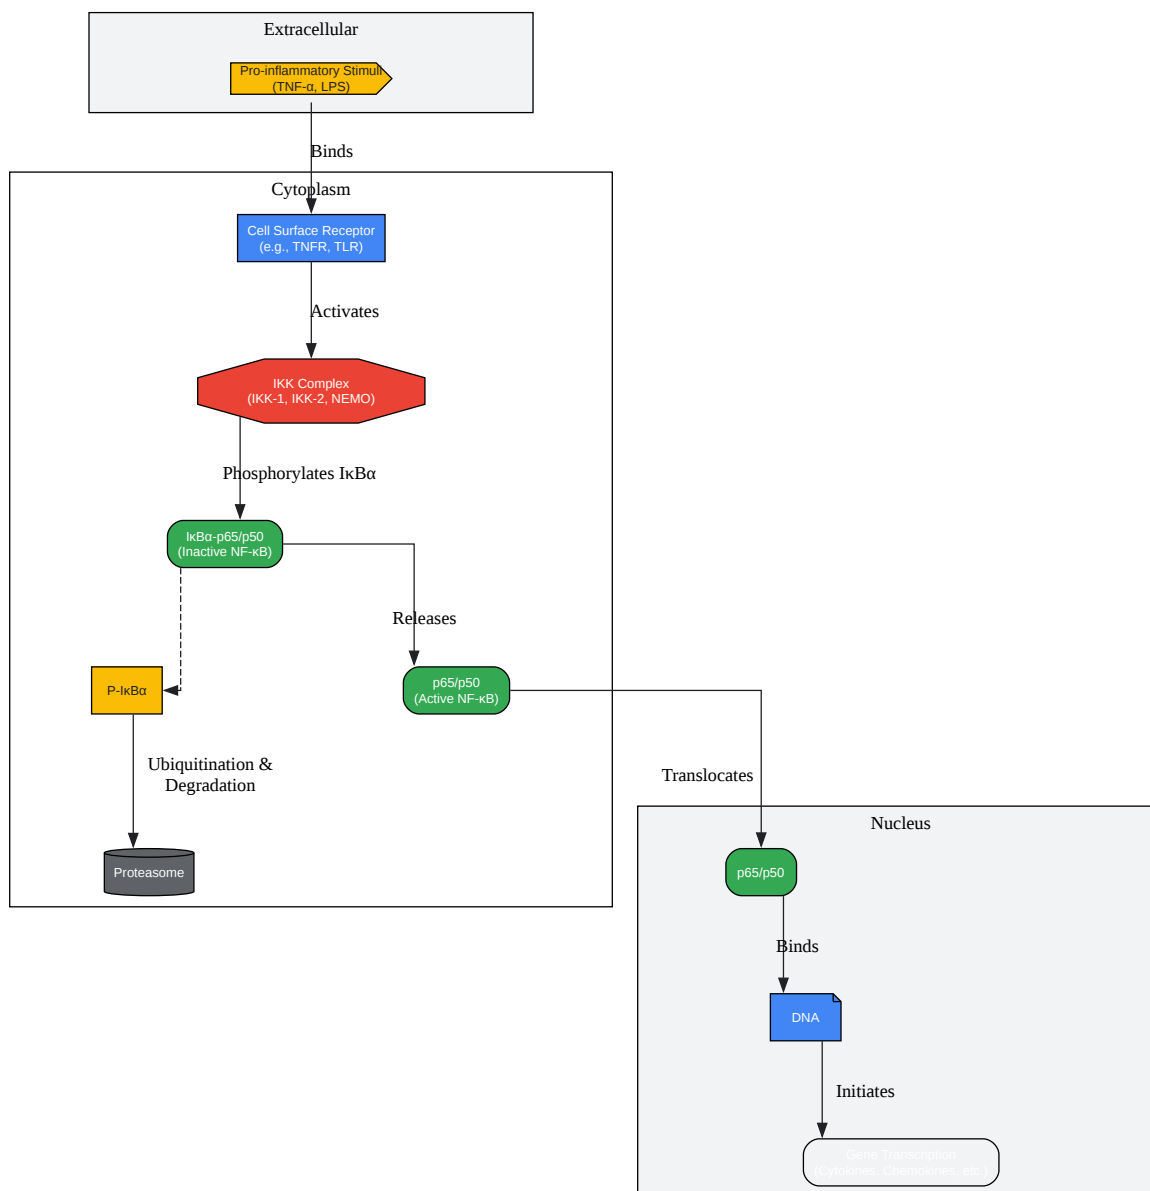 Extracellular
Pro-inflammatory Stimuli
(TNF-α, LPS)
Binds
Cytoplasm
Cell Surface Receptor
(e.g., TNFR, TLR)
Activates
IKK Complex
(IKK-1, IKK-2, NEMO)
Phosphorylates IκBα
IκBα-p65/p50
(Inactive NF-κB)
Releases
P-IκBα
p65/p50
(Active NF-κB)
Ubiquitination &
Degradation
Translocates
Proteasome
Nucleus
p65/p50
Binds
DNA
Initiates
Gene Transcription
(Cytokines, Chemokines, etc.)